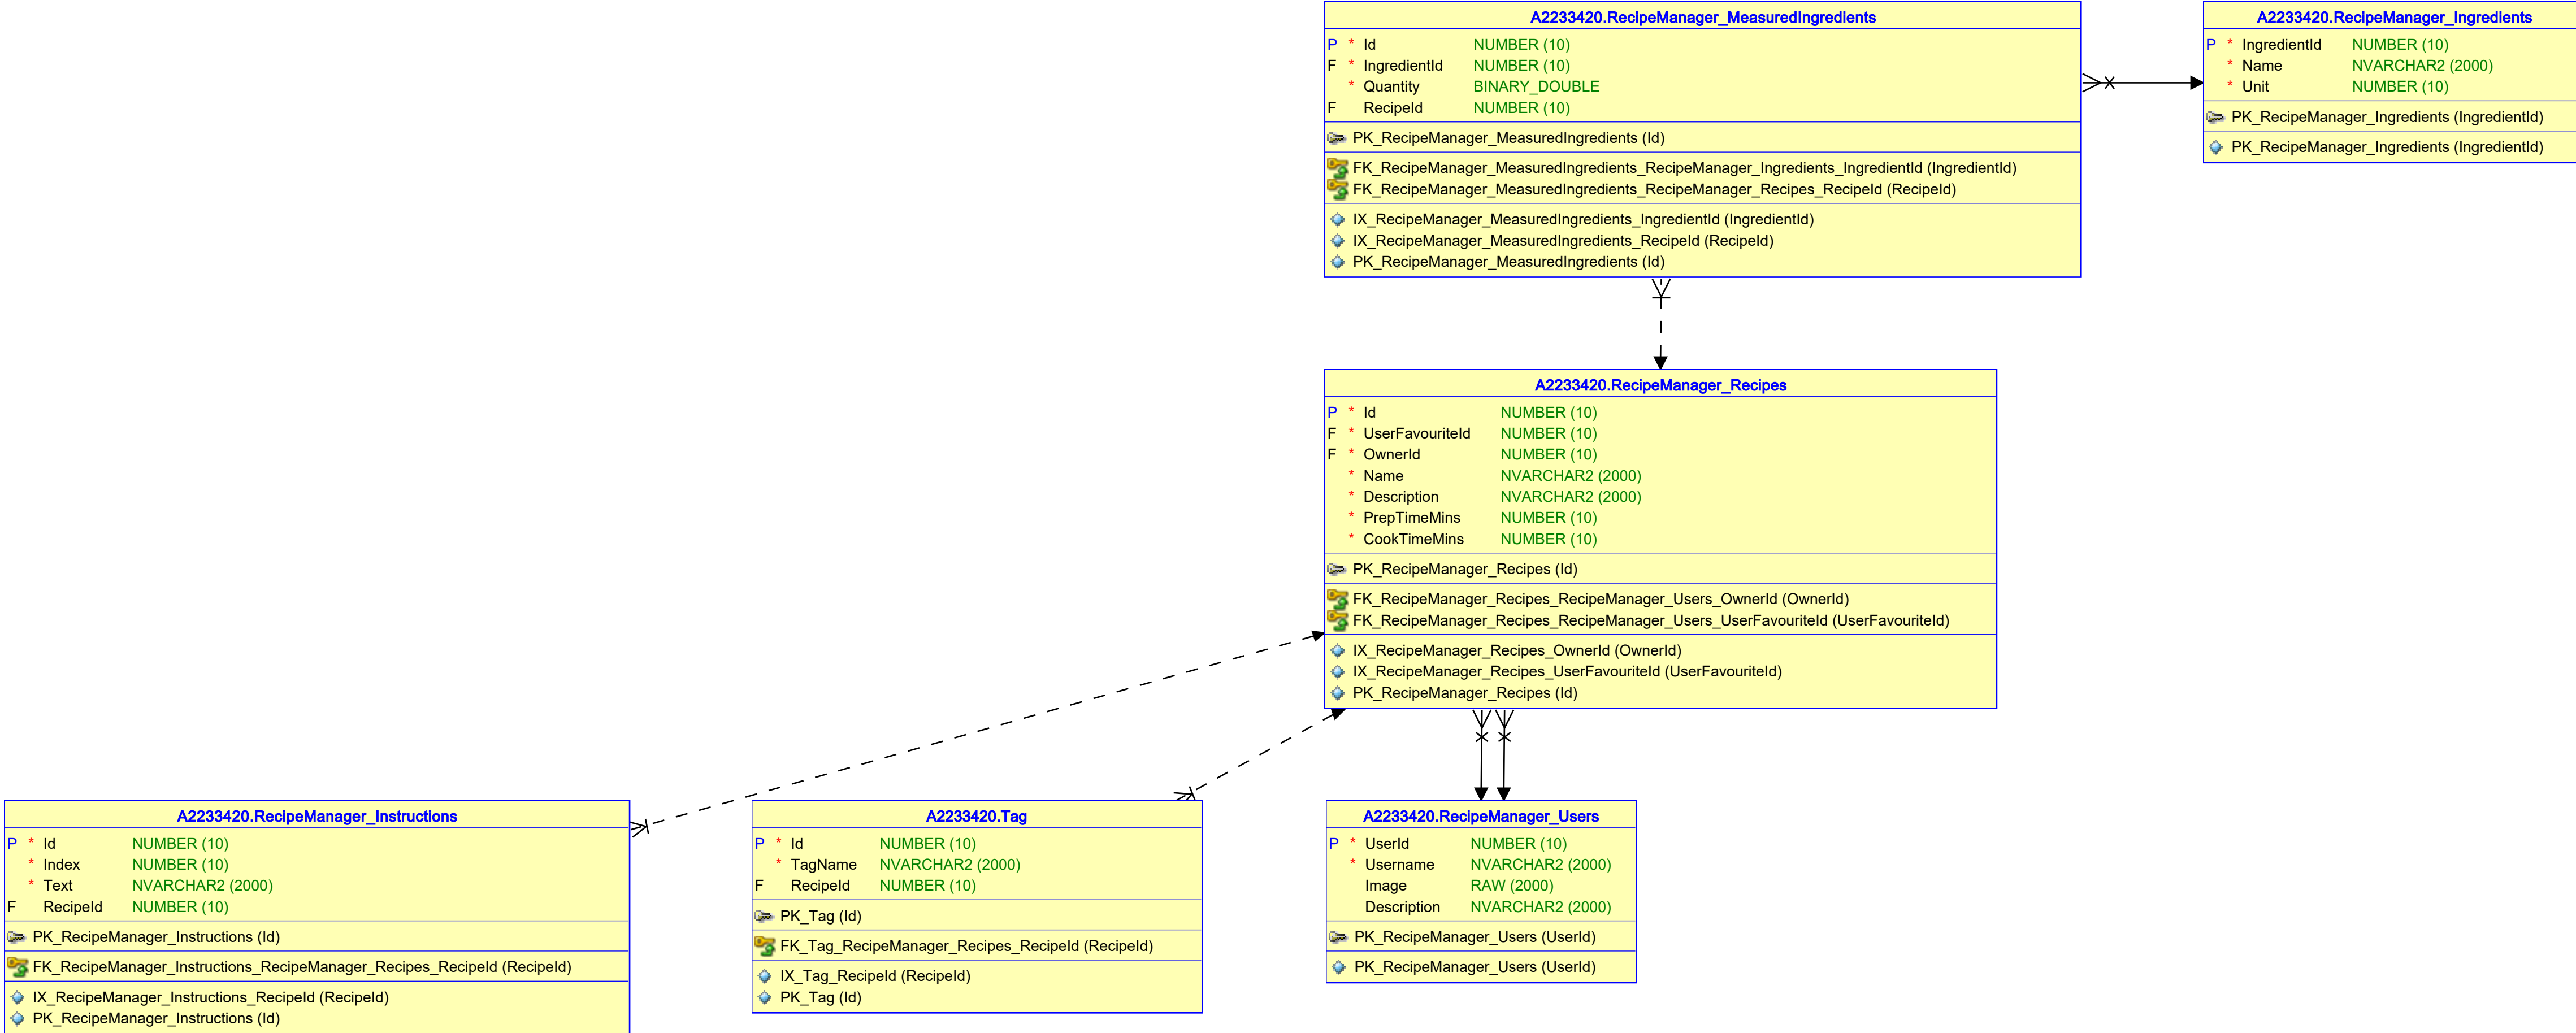 A2233420.RecipeManager_MeasuredIngredients
P * Id NUMBER (10)
F * IngredientId NUMBER (10)
* Quantity BINARY_DOUBLE
F RecipeId NUMBER (10)
PK_RecipeManager_MeasuredIngredients (Id)
FK_RecipeManager_MeasuredIngredients_RecipeManager_Ingredients_IngredientId (IngredientId)
FK_RecipeManager_MeasuredIngredients_RecipeManager_Recipes_RecipeId (RecipeId)
IX_RecipeManager_MeasuredIngredients_IngredientId (IngredientId)
IX_RecipeManager_MeasuredIngredients_RecipeId (RecipeId)
PK_RecipeManager_MeasuredIngredients (Id)
A2233420.RecipeManager_Ingredients
P * IngredientId NUMBER (10)
* Name NVARCHAR2 (2000)
* Unit NUMBER (10)
PK_RecipeManager_Ingredients (IngredientId)
PK_RecipeManager_Ingredients (IngredientId)
A2233420.RecipeManager_Recipes
P * Id NUMBER (10)
F * UserFavouriteId NUMBER (10)
F * OwnerId NUMBER (10)
* Name NVARCHAR2 (2000)
* Description NVARCHAR2 (2000)
* PrepTimeMins NUMBER (10)
* CookTimeMins NUMBER (10)
PK_RecipeManager_Recipes (Id)
FK_RecipeManager_Recipes_RecipeManager_Users_OwnerId (OwnerId)
FK_RecipeManager_Recipes_RecipeManager_Users_UserFavouriteId (UserFavouriteId)
IX_RecipeManager_Recipes_OwnerId (OwnerId)
IX_RecipeManager_Recipes_UserFavouriteId (UserFavouriteId)
PK_RecipeManager_Recipes (Id)
A2233420.RecipeManager_Instructions
P * Id NUMBER (10)
* Index NUMBER (10)
* Text NVARCHAR2 (2000)
F RecipeId NUMBER (10)
PK_RecipeManager_Instructions (Id)
FK_RecipeManager_Instructions_RecipeManager_Recipes_RecipeId (RecipeId)
IX_RecipeManager_Instructions_RecipeId (RecipeId)
PK_RecipeManager_Instructions (Id)
A2233420.Tag
P * Id NUMBER (10)
* TagName NVARCHAR2 (2000)
F RecipeId NUMBER (10)
PK_Tag (Id)
FK_Tag_RecipeManager_Recipes_RecipeId (RecipeId)
IX_Tag_RecipeId (RecipeId)
PK_Tag (Id)
A2233420.RecipeManager_Users
P * UserId NUMBER (10)
* Username NVARCHAR2 (2000)
Image RAW (2000)
Description NVARCHAR2 (2000)
PK_RecipeManager_Users (UserId)
PK_RecipeManager_Users (UserId)